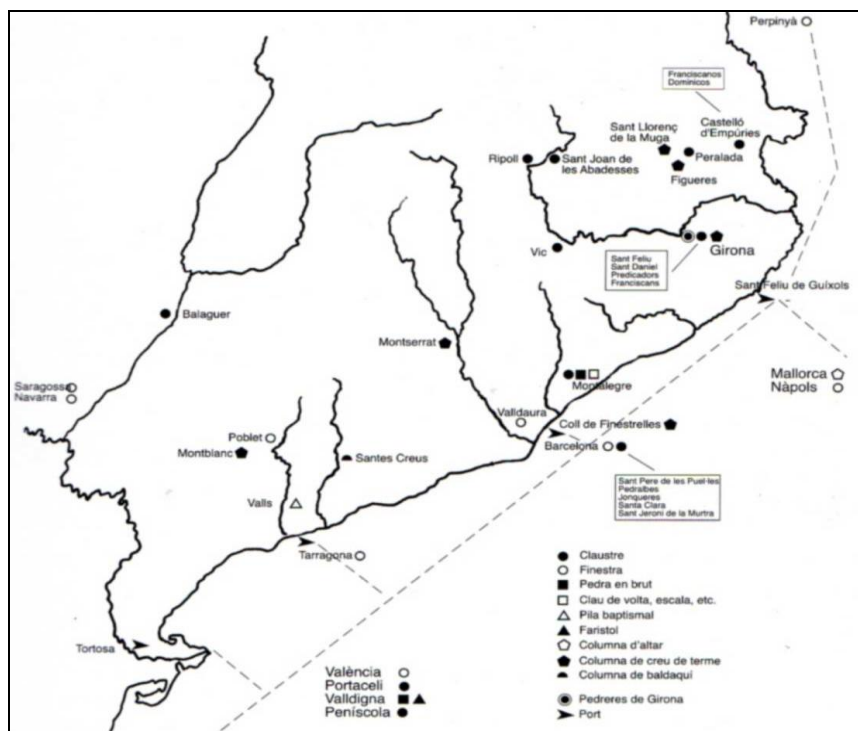 Perpinyà
Franciscanos
Domínicos
Castelló
d'Empúries
Sant Llorenç
de la Muga
Peralada
Figueres
Ripoll
Sant Joan de
les Abadesses
Vic
Girona
Sant Feliu
Sant Daniel
Predicadors
Franciscans
Sant Feliu de Guíxols
Balaguer
Montserrat
Saragossa
Navarra
Montalegre
Mallorca
Nàpols
Valldaura
Coll de Finestrelles
Barcelona
Poblet
Montblanc
Santes Creus
Sant Pere de les Puel·les
Pedralbes
Jonqueres
Santa Clara
Sant Jeroni de la Murtra
Valls
Tarragona
Tortosa
València
Portaceli
Valldigna
Peníscola
Claustre
Finestra
Pedra en brut
Clau de volta, escala, etc.
Pila baptismal
Faristol
Columna d'altar
Columna de creu de terme
Columna de baldaquí
Pedreres de Girona
Port